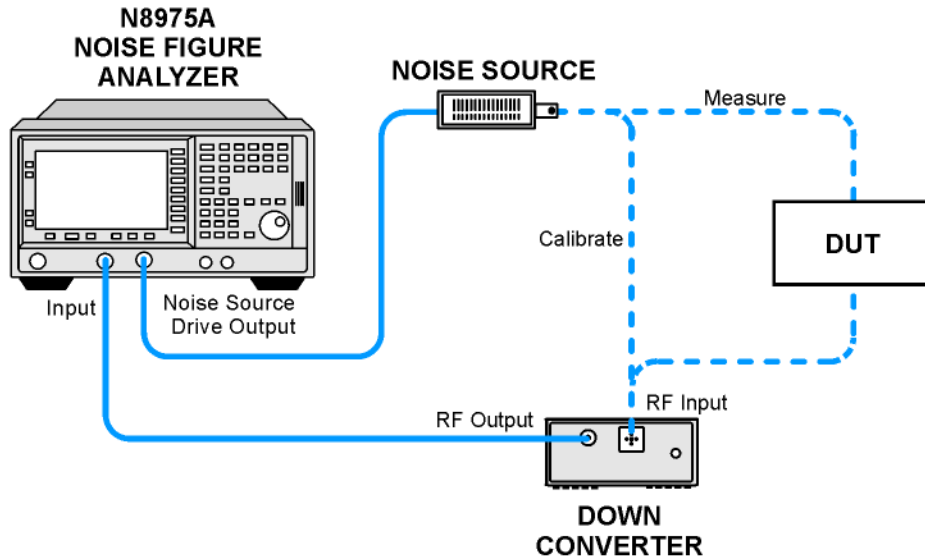 N8975A
NOISE FIGURE
ANALYZER
NOISE SOURCE
Measure
Calibrate
DUT
Input
Noise Source
Drive Output
RF Output
RF Input
DOWN
CONVERTER